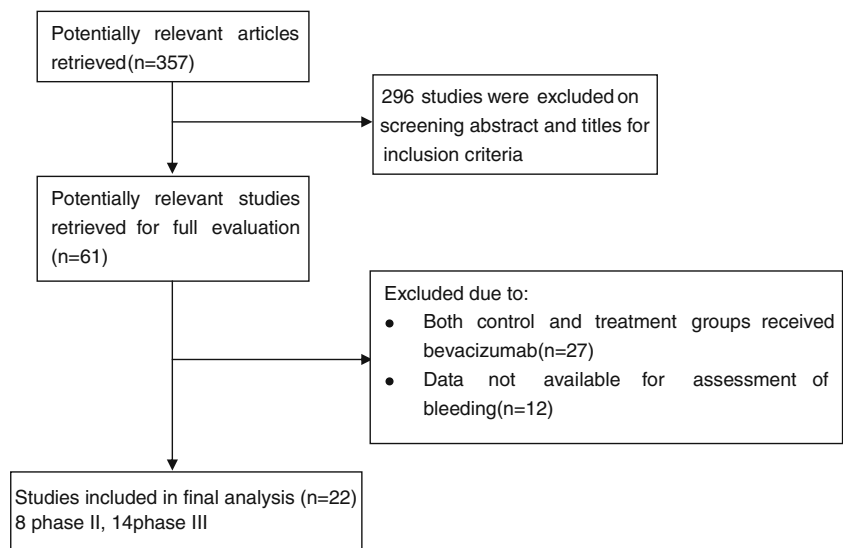 Potentially relevant articles
retrieved(n=357)
296 studies were excluded on
screening abstract and titles for
inclusion criteria
Potentially relevant studies
retrieved for full evaluation
(n=61)
Excluded due to:
● Both control and treatment groups received
bevacizumab(n=27)
● Data not available for assessment of
bleeding(n=12)
Studies included in final analysis (n=22)
8 phase II, 14phase III